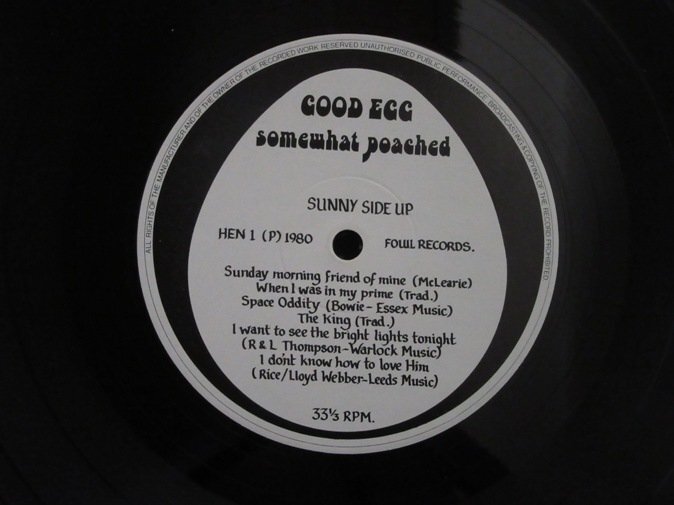 ALL RIGHTS OF THE MANUFACTURER AND OF THE OWNER OF THE RECORDED WORK RESERVED UNAUTHORISED PUBLIC PERFORMANCE, BROADCASTING & COPYING OF THE RECORD PROHIBITED
GOOD EGG
somewhat poached
SUNNY SIDE UP
HEN 1 (P) 1980 FOWL RECORDS.
Sunday morning friend of mine (McLearie)
When I was in my prime (Trad.)
Space Oddity (Bowie - Essex Music)
The King (Trad.)
I want to see the bright lights tonight
(R & L Thompson-Warlock Music)
I don't know how to love Him
(Rice/Lloyd Webber-Leeds Music)
33⅓ RPM.